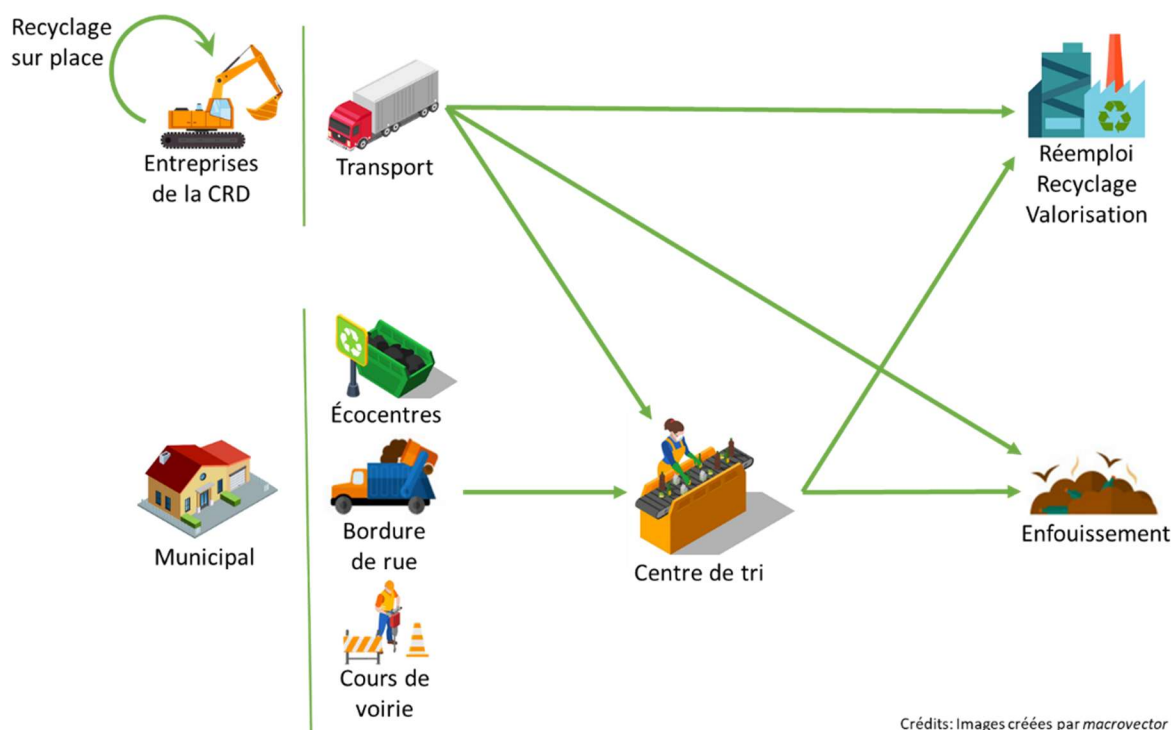 Recyclage
sur place
Entreprises
de la CRD
Transport
Réemploi
Recyclage
Valorisation
Écocentres
Bordure
de rue
Municipal
Centre de tri
Enfouissement
Cours de
voirie
Crédits: Images créées par macrovector